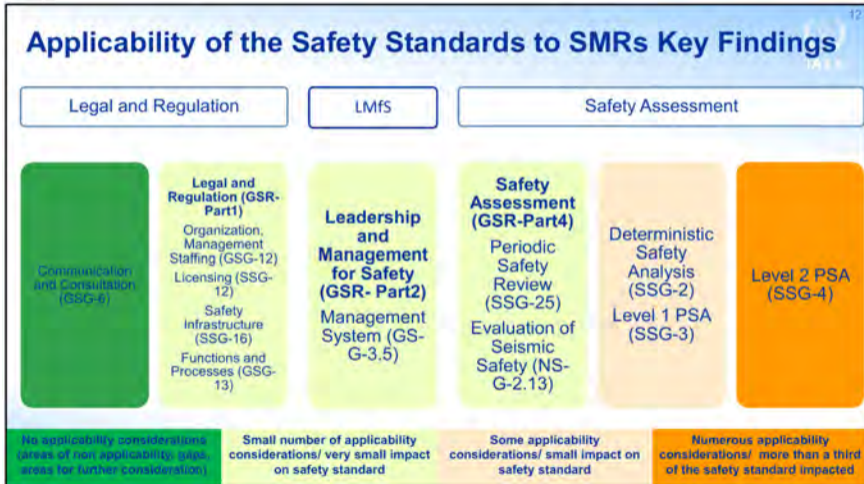 12
Applicability of the Safety Standards to SMRs Key Findings
IAEA
Legal and Regulation
LMfS
Safety Assessment
Communication
and Consultation
(GSG-6)
Legal and
Regulation (GSR-
Part1)
Organization,
Management
Staffing (GSG-12)
Licensing (SSG-
12)
Safety
Infrastructure
(SSG-16)
Functions and
Processes (GSG-
13)
Leadership
and
Management
for Safety
(GSR- Part2)
Management
System (GS-
G-3.5)
Safety
Assessment
(GSR-Part4)
Periodic
Safety
Review
(SSG-25)
Evaluation of
Seismic
Safety (NS-
G-2.13)
Deterministic
Safety
Analysis
(SSG-2)
Level 1 PSA
(SSG-3)
Level 2 PSA
(SSG-4)
No applicability considerations
(areas of non applicability, gaps,
areas for further consideration)
Small number of applicability
considerations/ very small impact
on safety standard
Some applicability
considerations/ small impact on
safety standard
Numerous applicability
considerations/ more than a third
of the safety standard impacted